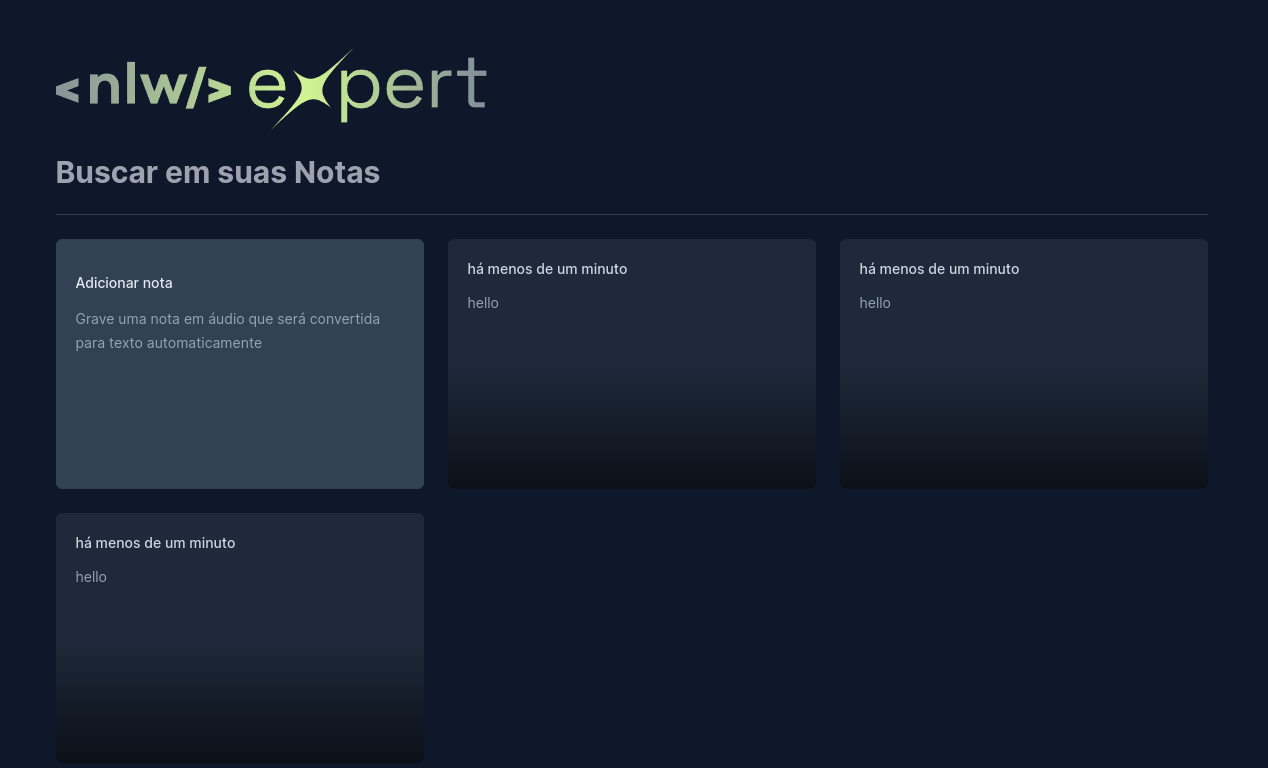 <nlw/> expert
Buscar em suas Notas
Adicionar nota
Grave uma nota em áudio que será convertida
para texto automaticamente
há menos de um minuto
hello
há menos de um minuto
hello
há menos de um minuto
hello